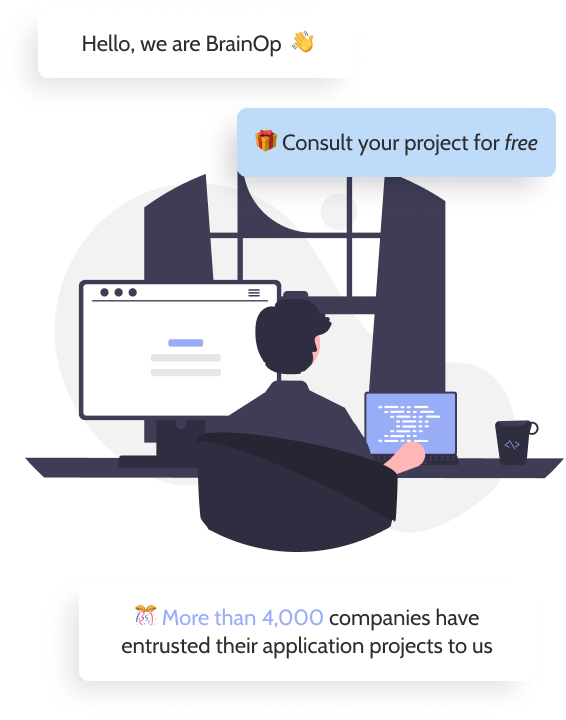 Hello, we are BrainOp 👋
🎁 Consult your project for free
🎊 More than 4,000 companies have
entrusted their application projects to us